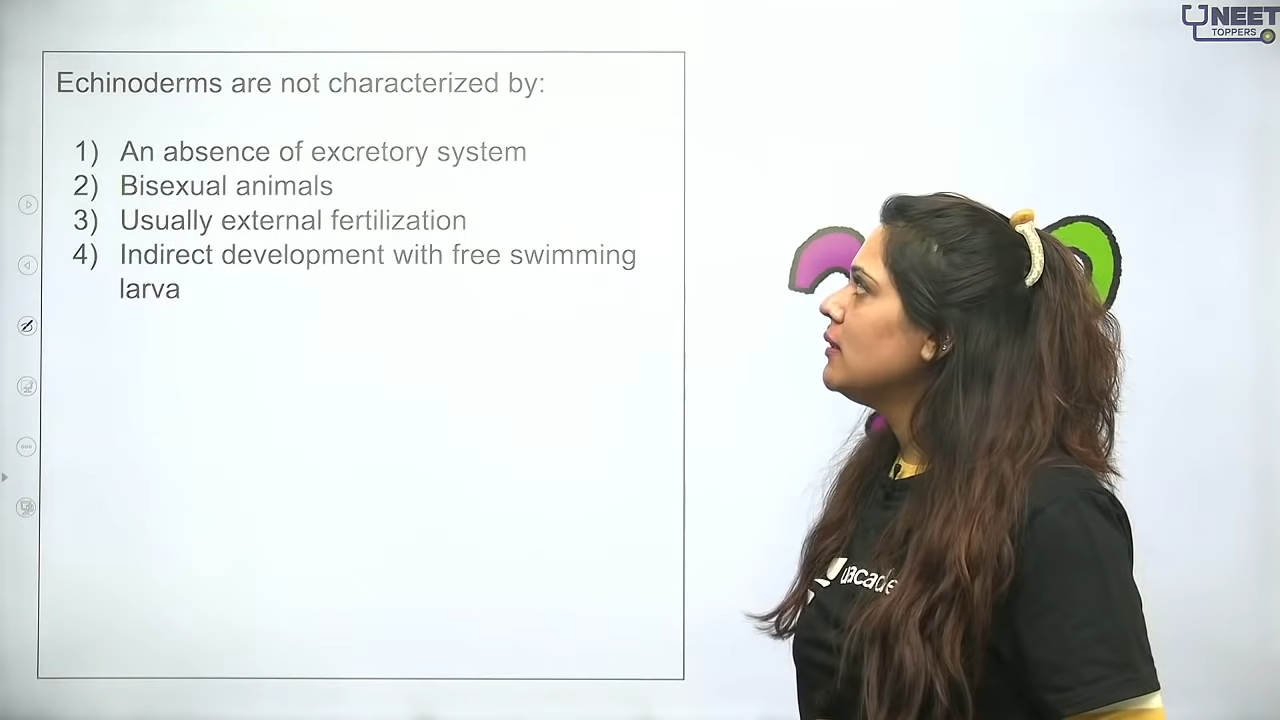 NEET
TOPPERS
Echinoderms are not characterized by:
1) An absence of excretory system
2) Bisexual animals
3) Usually external fertilization
4) Indirect development with free swimming
larva